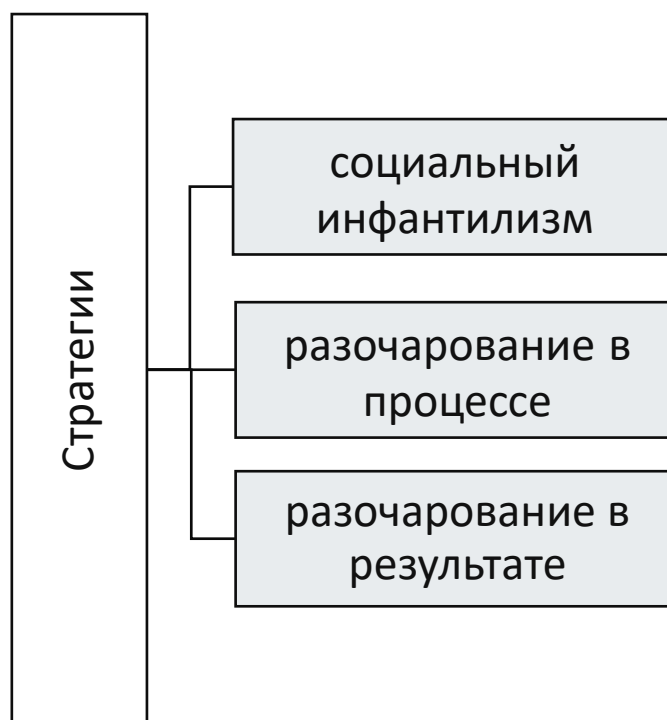 Стратегии
социальный
инфантилизм
разочарование в
процессе
разочарование в
результате